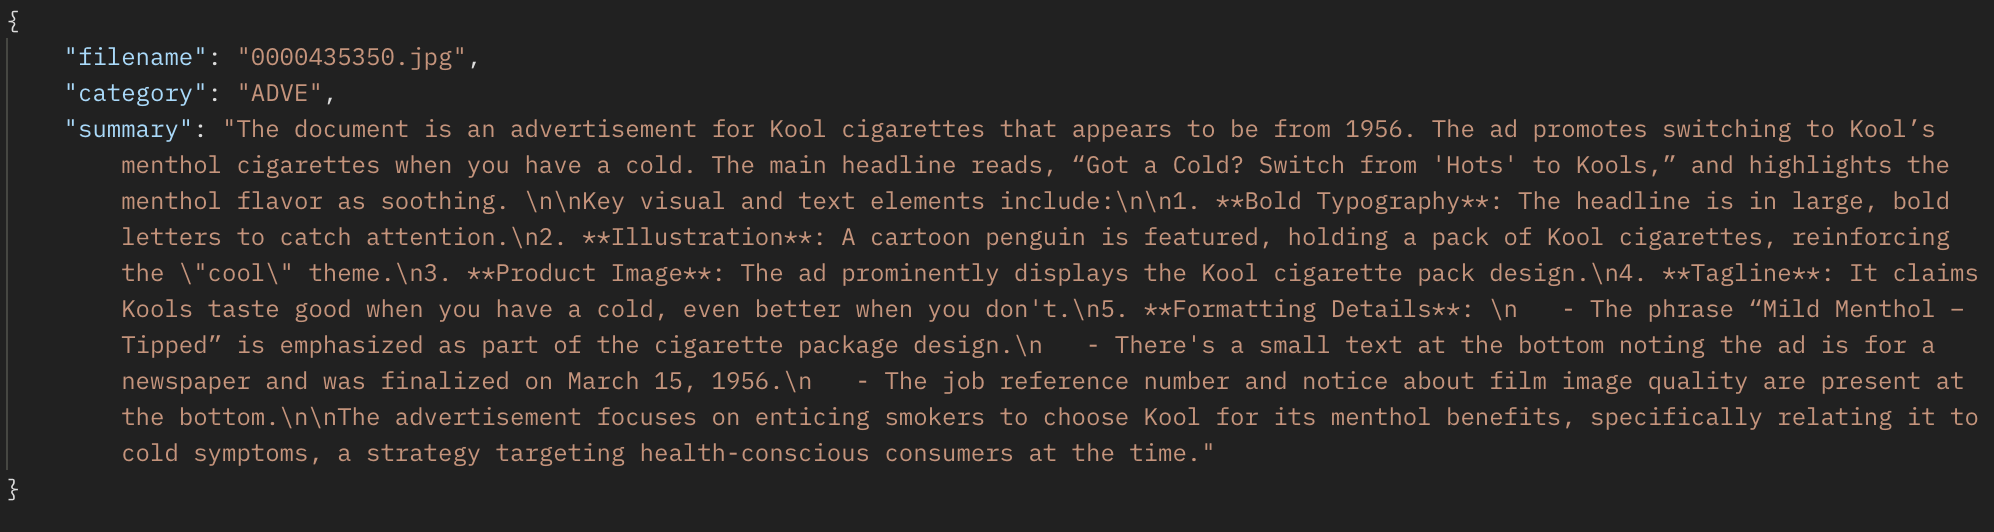 {
"filename": "0000435350.jpg",
"category": "ADVE",
"summary": "The document is an advertisement for Kool cigarettes that appears to be from 1956. The ad promotes switching to Kool’s
menthol cigarettes when you have a cold. The main headline reads, “Got a Cold? Switch from 'Hots' to Kools,” and highlights the
menthol flavor as soothing. \n\nKey visual and text elements include:\n\n1. **Bold Typography**: The headline is in large, bold
letters to catch attention.\n2. **Illustration**: A cartoon penguin is featured, holding a pack of Kool cigarettes, reinforcing
the \"cool\" theme.\n3. **Product Image**: The ad prominently displays the Kool cigarette pack design.\n4. **Tagline**: It claims
Kools taste good when you have a cold, even better when you don't.\n5. **Formatting Details**: \n   - The phrase “Mild Menthol –
Tipped” is emphasized as part of the cigarette package design.\n   - There's a small text at the bottom noting the ad is for a
newspaper and was finalized on March 15, 1956.\n   - The job reference number and notice about film image quality are present at
the bottom.\n\nThe advertisement focuses on enticing smokers to choose Kool for its menthol benefits, specifically relating it to
cold symptoms, a strategy targeting health-conscious consumers at the time."
}